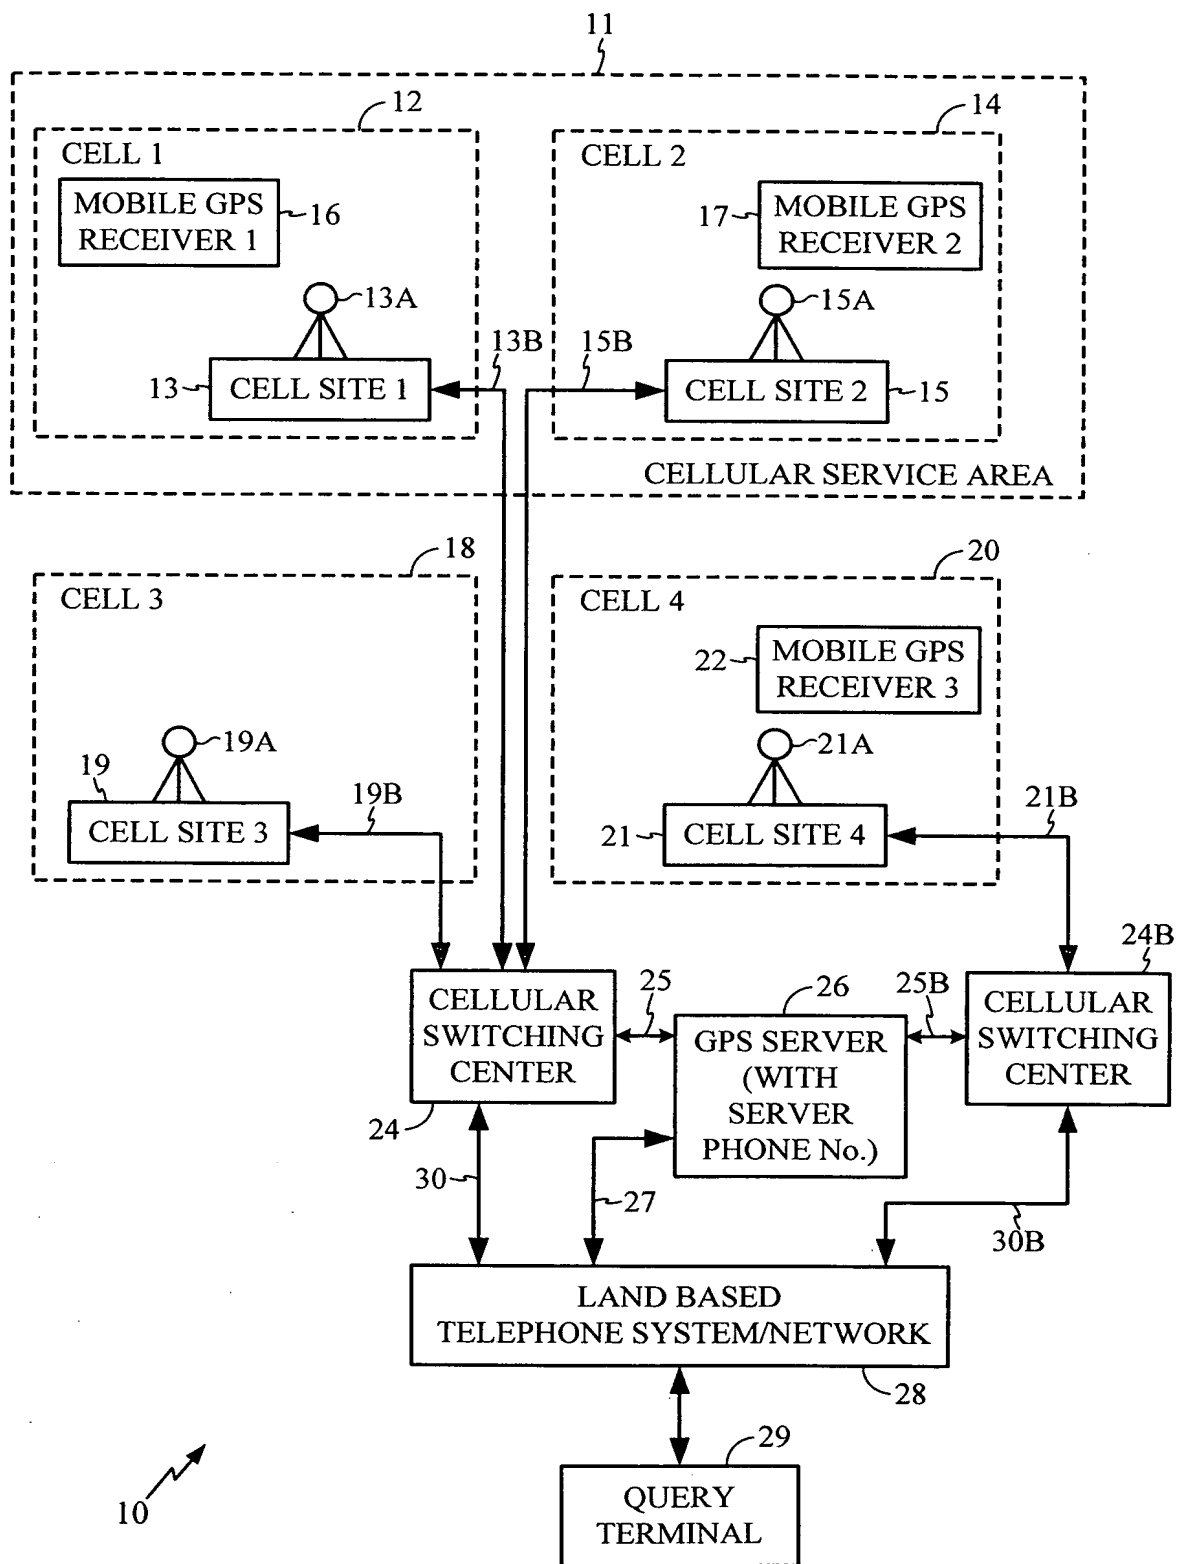 11
12
14
CELL 1
CELL 2
MOBILE GPS
RECEIVER 1
16
17
MOBILE GPS
RECEIVER 2
13A
15A
13B
15B
13
CELL SITE 1
CELL SITE 2
15
CELLULAR SERVICE AREA
18
20
CELL 3
CELL 4
22
MOBILE GPS
RECEIVER 3
19A
21A
19
19B
21B
CELL SITE 3
21
CELL SITE 4
24B
CELLULAR
SWITCHING
CENTER
25
26
25B
GPS SERVER
(WITH
SERVER
PHONE No.)
CELLULAR
SWITCHING
CENTER
24
30
27
30B
LAND BASED
TELEPHONE SYSTEM/NETWORK
28
29
10
QUERY
TERMINAL